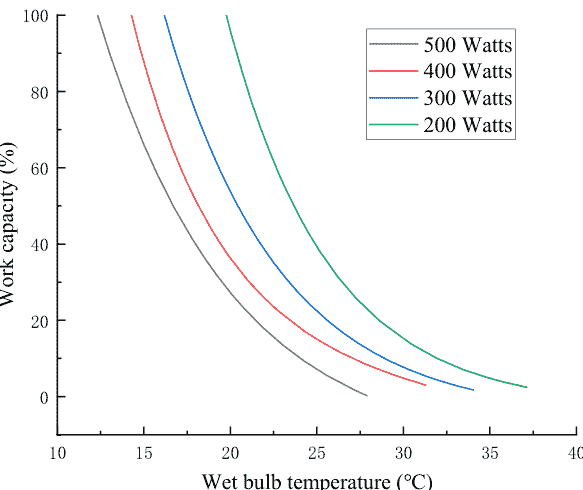 100
80
60
40
20
0
Work capacity (%)
500 Watts
400 Watts
300 Watts
200 Watts
10 15 20 25 30 35 40
Wet bulb temperature (℃)